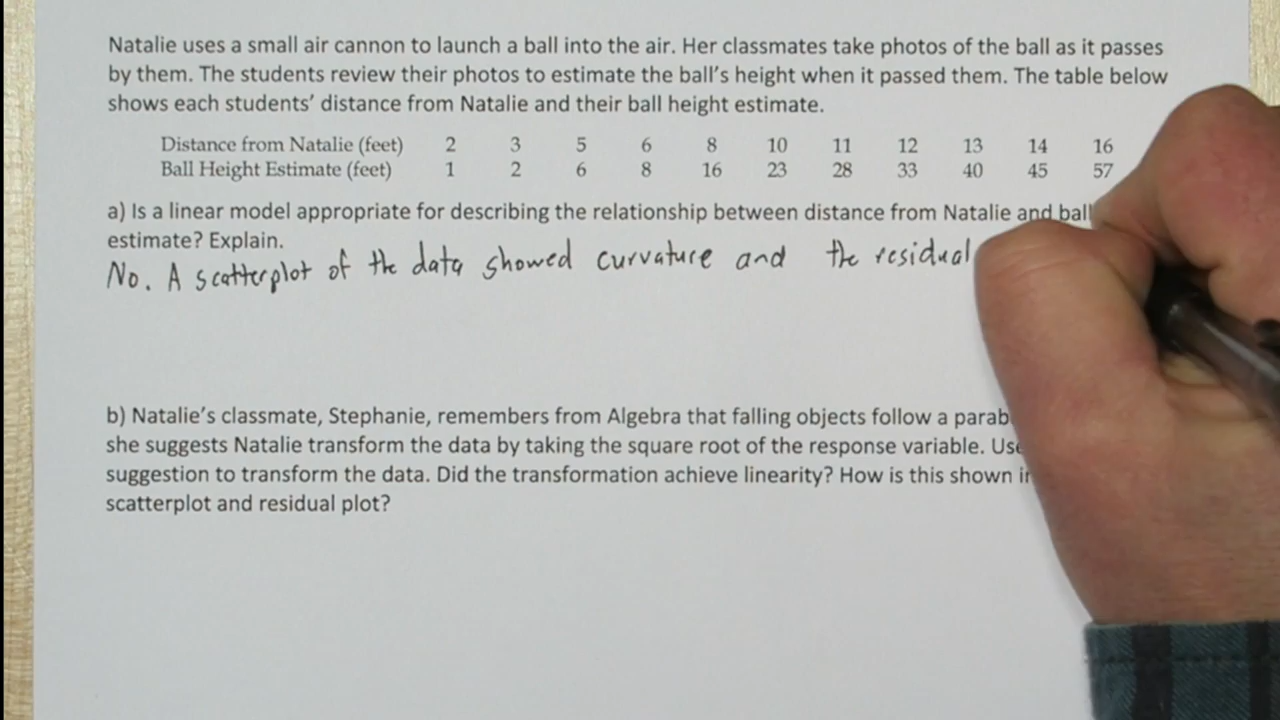 Natalie uses a small air cannon to launch a ball into the air. Her classmates take photos of the ball as it passes
by them. The students review their photos to estimate the ball's height when it passed them. The table below
shows each students' distance from Natalie and their ball height estimate.
Distance from Natalie (feet) 2 3 5 6 8 10 11 12 13 14 16
Ball Height Estimate (feet) 1 2 6 8 16 23 28 33 40 45 57
a) Is a linear model appropriate for describing the relationship between distance from Natalie and ball
estimate? Explain.
No. A scatterplot of the data showed curvature and the residual
b) Natalie's classmate, Stephanie, remembers from Algebra that falling objects follow a
she suggests Natalie transform the data by taking the square root of the response variable.
suggestion to transform the data. Did the transformation achieve linearity? How is this shown
scatterplot and residual plot?